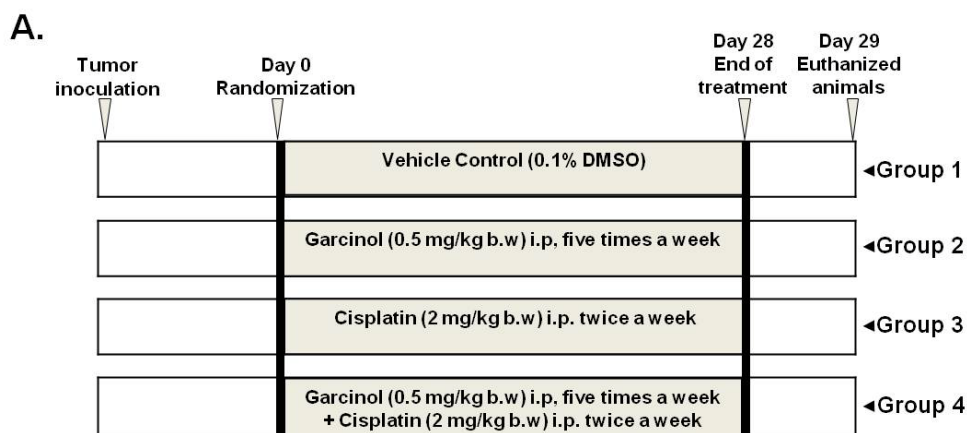 A.
Tumor
inoculation
Day 0
Randomization
Day 28
End of
treatment
Day 29
Euthanized
animals
Vehicle Control (0.1% DMSO)
◄Group 1
Garcinol (0.5 mg/kg b.w) i.p, five times a week
◄Group 2
Cisplatin (2 mg/kg b.w) i.p. twice a week
◄Group 3
Garcinol (0.5 mg/kg b.w) i.p, five times a week
+ Cisplatin (2 mg/kg b.w) i.p. twice a week
◄Group 4